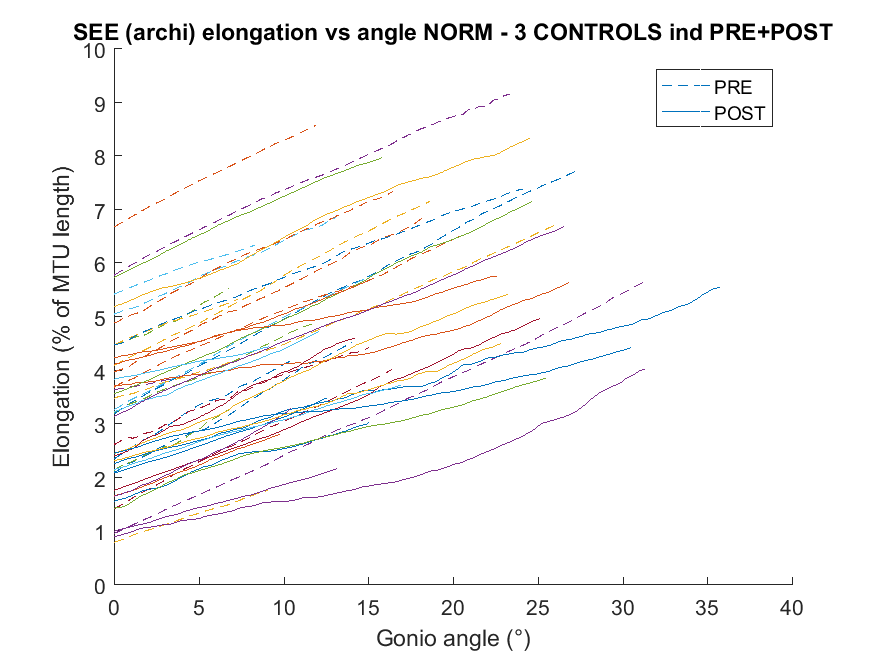 SEE (archi) elongation vs angle NORM - 3 CONTROLS ind PRE+POST
10
9
8
7
6
5
4
3
2
1
0
Elongation (% of MTU length)
PRE
POST
0 5 10 15 20 25 30 35 40
Gonio angle (°)